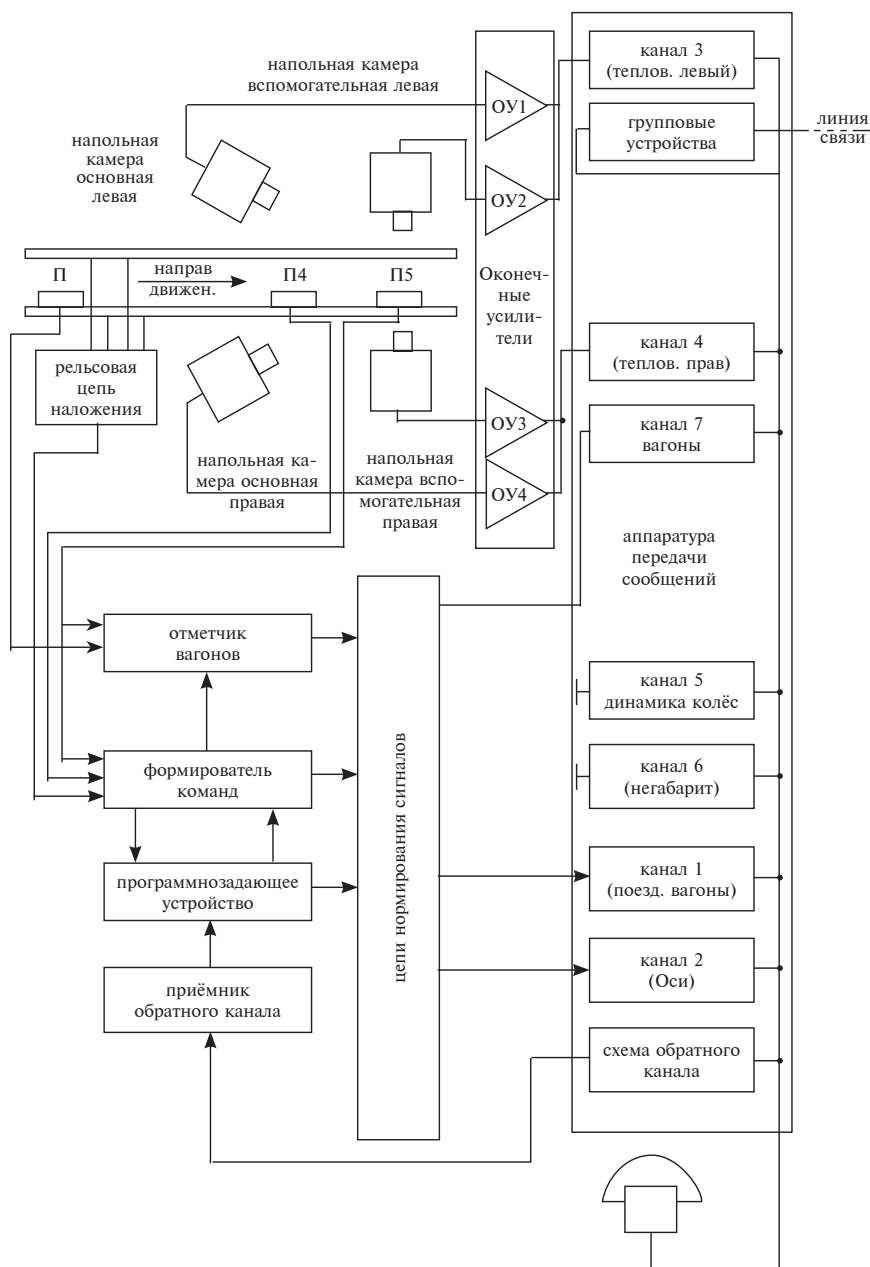 напольная камера
вспомогательная левая
канал 3
(теплов. левый)
ОУ1
групповые
устройства
линия
связи
напольная
камера
основная
левая
ОУ2
П
направ
движен.
П4
П5
Оконеч-
ные
усили-
тели
канал 4
(теплов. прав)
рельсовая
цепь
наложения
ОУ3
канал 7
вагоны
напольная ка-
мера основная
правая
напольная
камера вспо-
могательная
правая
ОУ4
аппаратура
передачи
сообщений
отметчик
вагонов
канал 5
динамика колёс
формирователь
команд
канал 6
(негабарит)
цепи нормирования сигналов
программнозадающее
устройство
канал 1
(поезд. вагоны)
приёмник
обратного канала
канал 2
(Оси)
схема обратного
канала